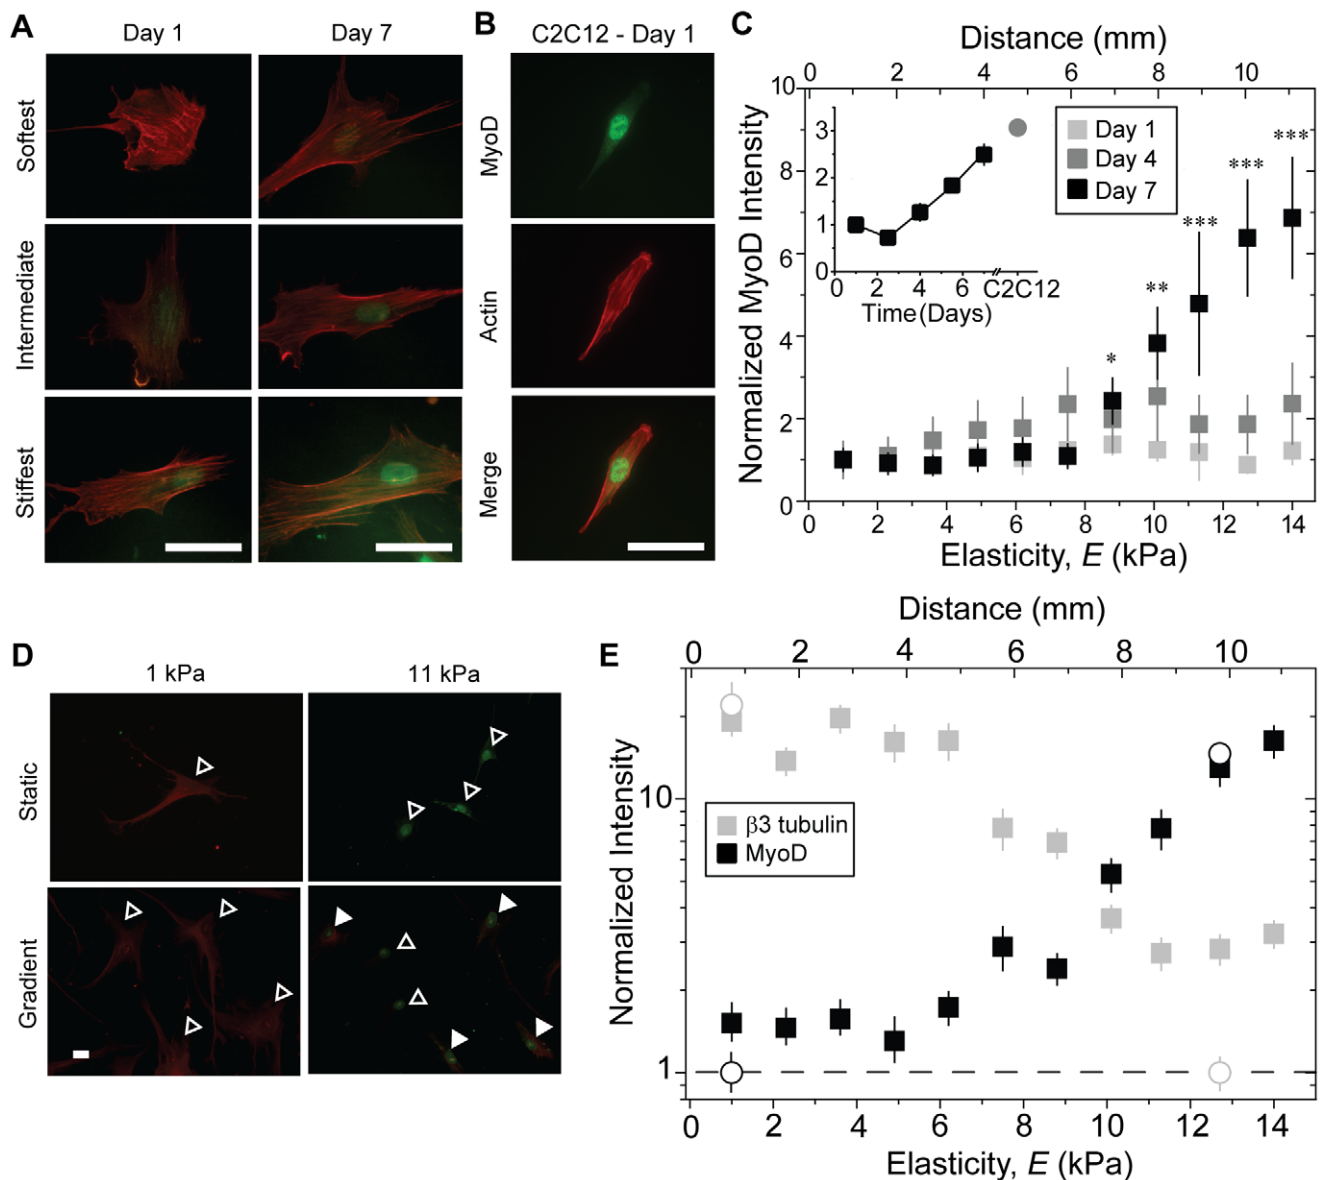 A
Day 1
Day 7
Softest
Intermediate
Stiffest
B
C2C12 - Day 1
MyoD
Actin
Merge
C
Distance (mm)
0 2 4 6 8 10
Normalized MyoD Intensity
10
8
6
4
2
0
3
2
1
0
0 2 4 6 C2C12
Time (Days)
Day 1
Day 4
Day 7
*
**
***
***
***
0 2 4 6 8 10 12 14
Elasticity, E (kPa)
D
1 kPa
11 kPa
Static
Gradient
E
Distance (mm)
0 2 4 6 8 10
Normalized Intensity
10
1
β3 tubulin
MyoD
0 2 4 6 8 10 12 14
Elasticity, E (kPa)